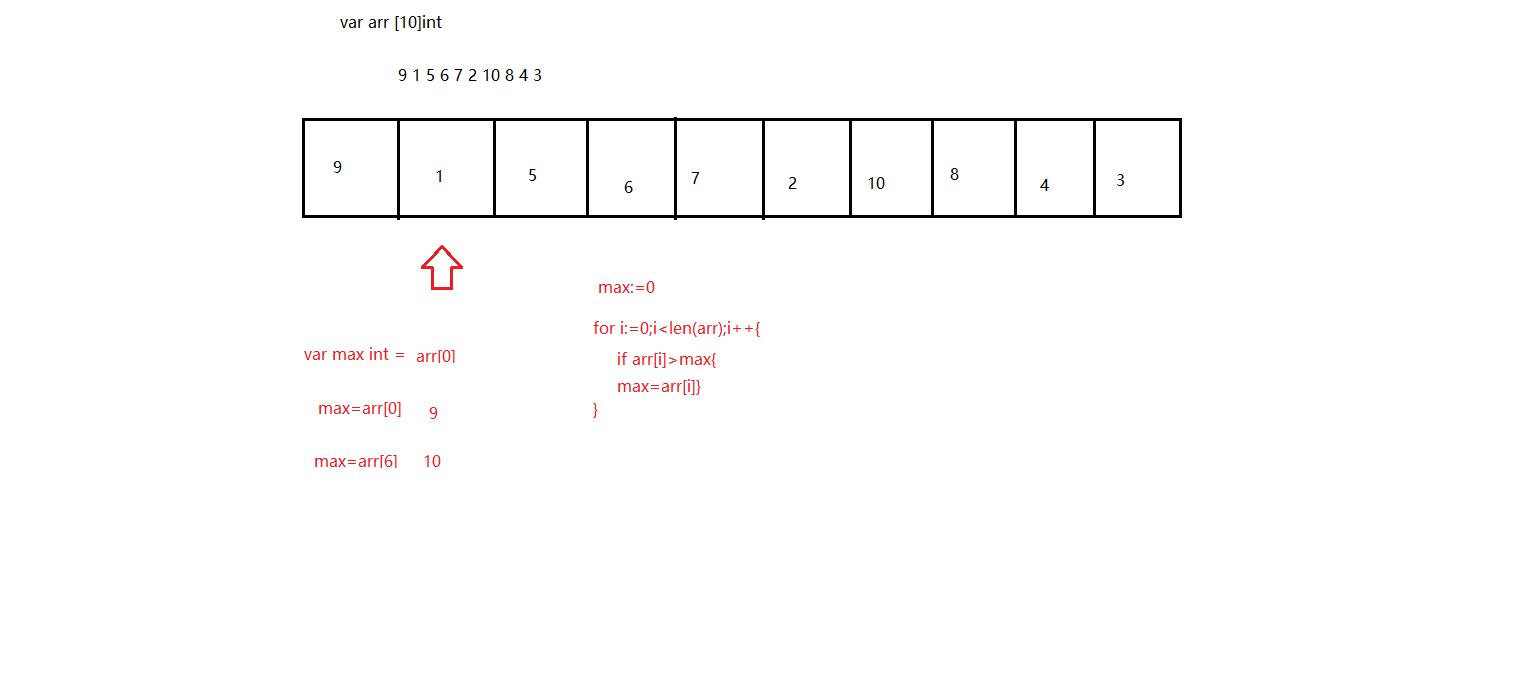 var arr [10]int
9 1 5 6 7 2 10 8 4 3
9 1 5 6 7 2 10 8 4 3
max:=0
for i:=0;i<len(arr);i++{
if arr[i]>max{
max=arr[i]}
}
var max int = arr[0]
max=arr[0] 9
max=arr[6] 10